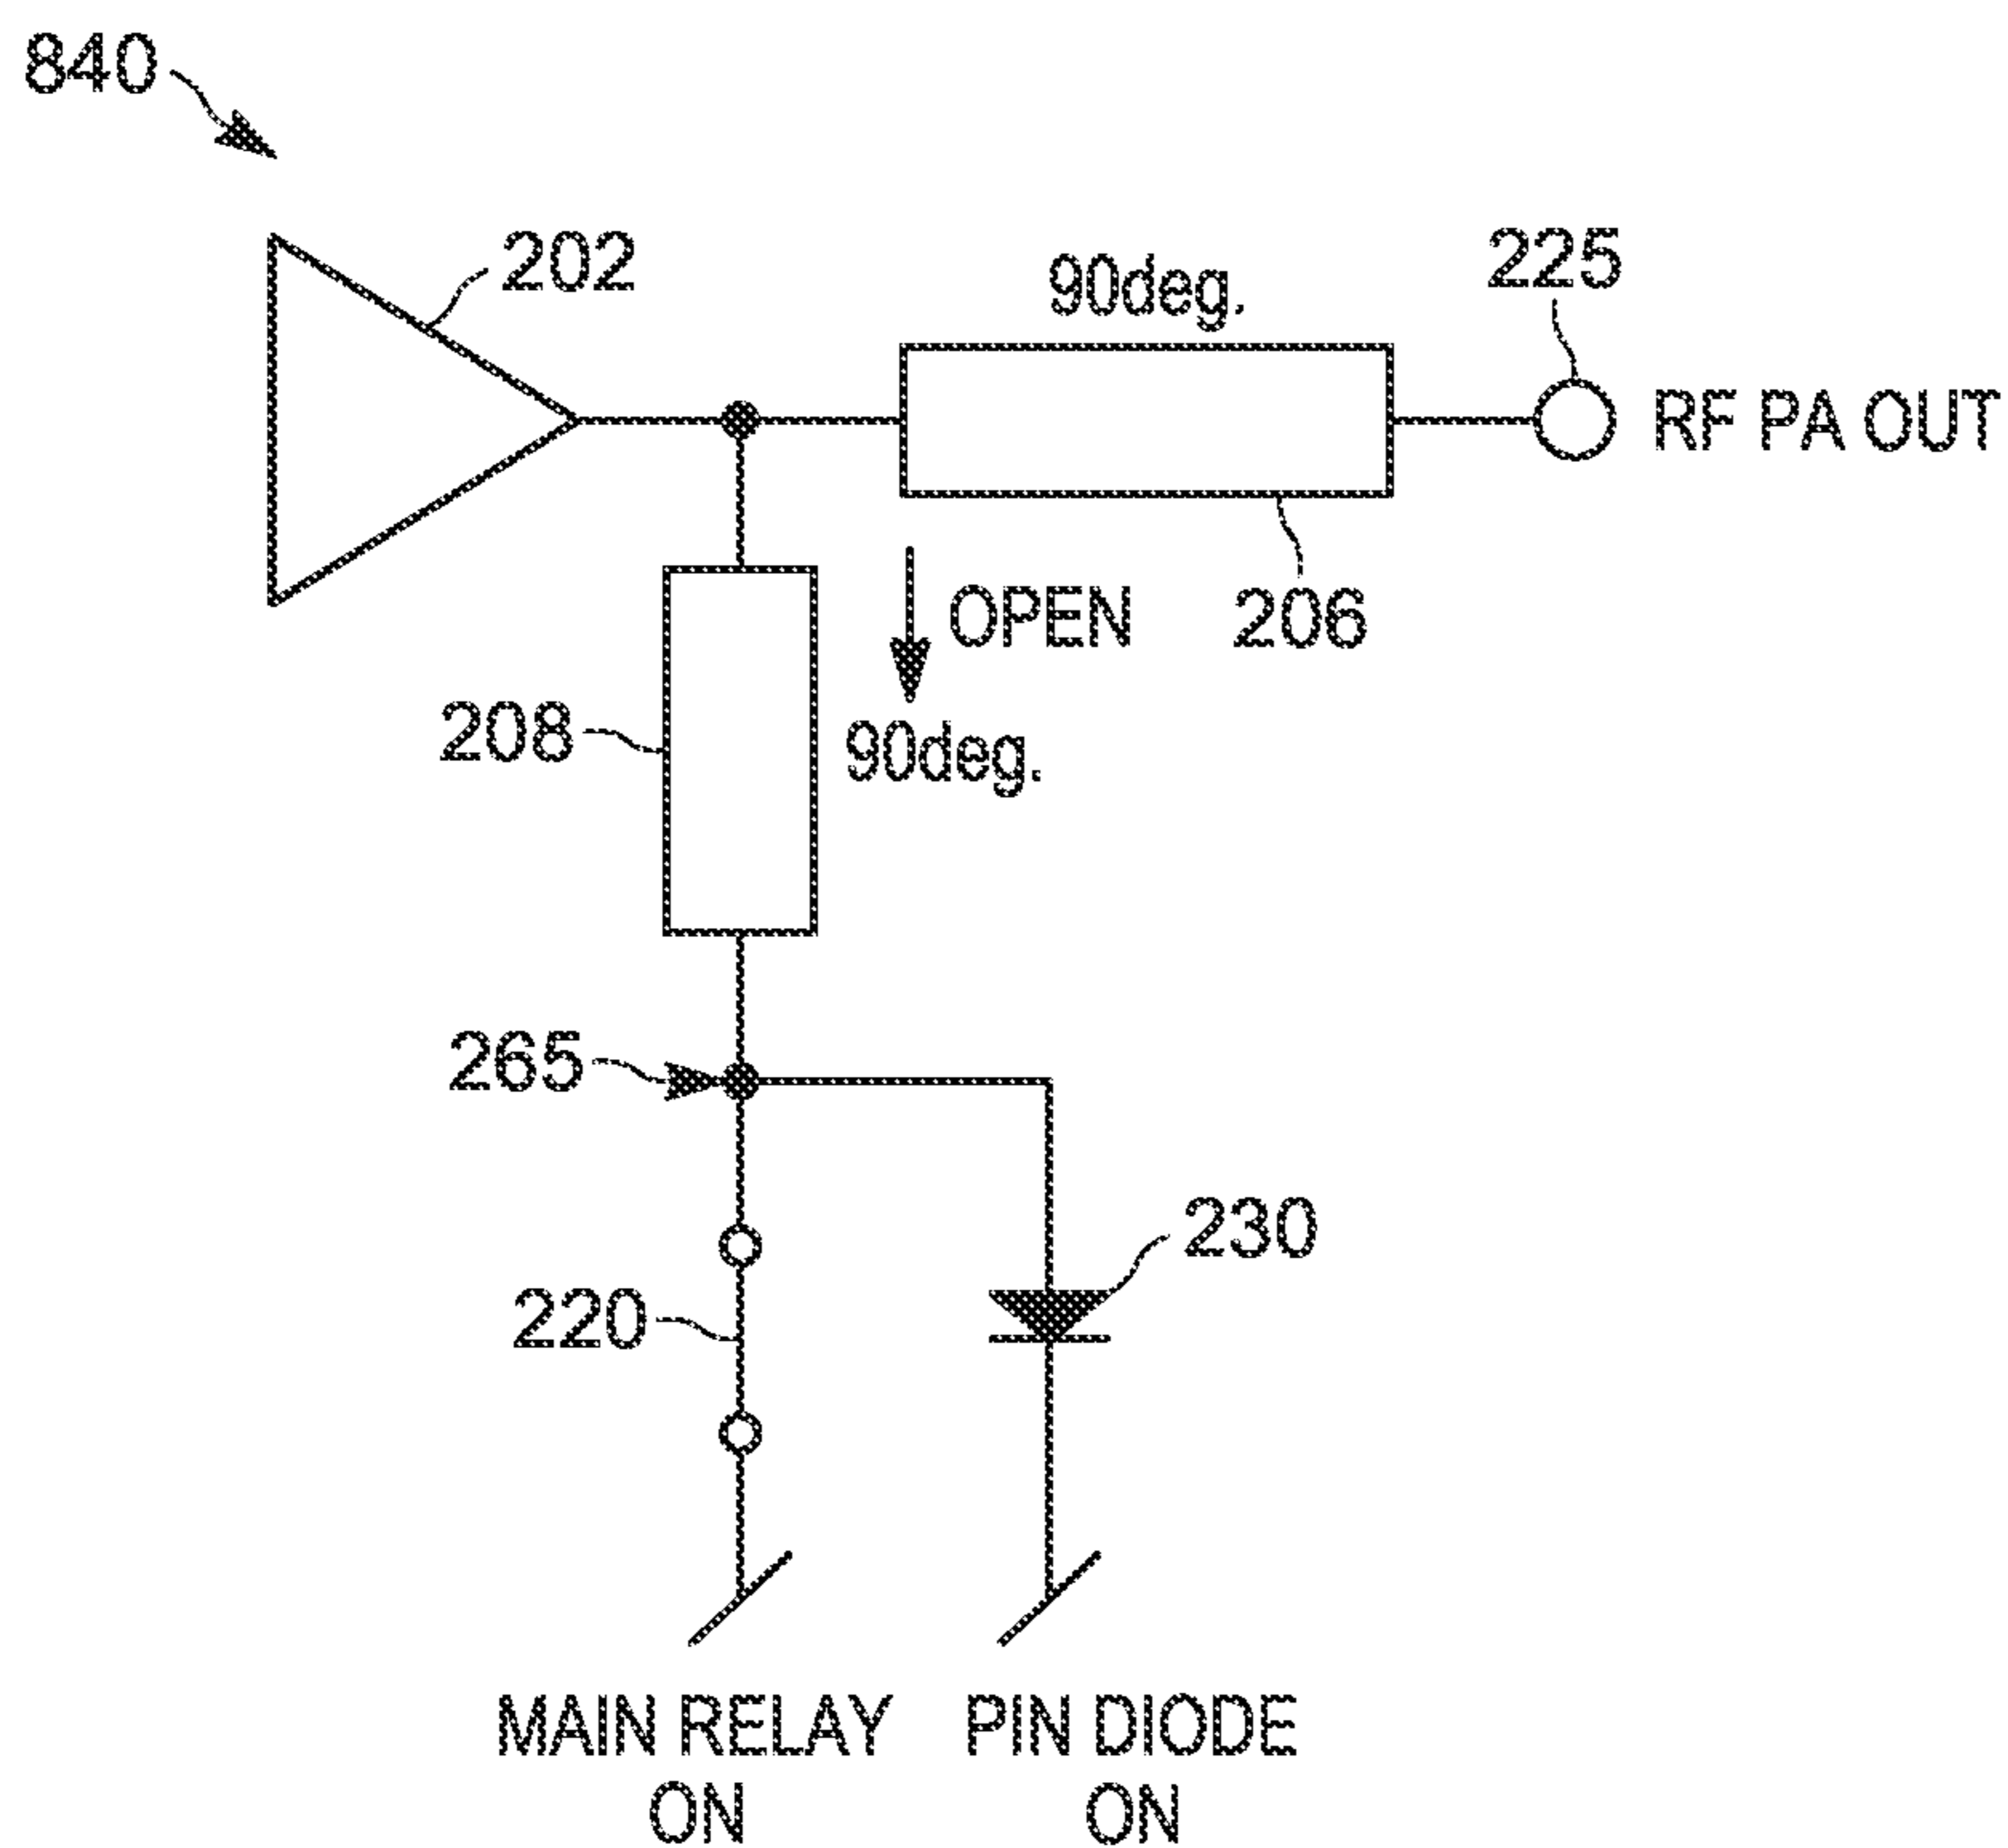 840
202
90deg.
225
RF PA OUT
OPEN
206
208
90deg.
265
230
220
MAIN RELAY
ON
PIN DIODE
ON